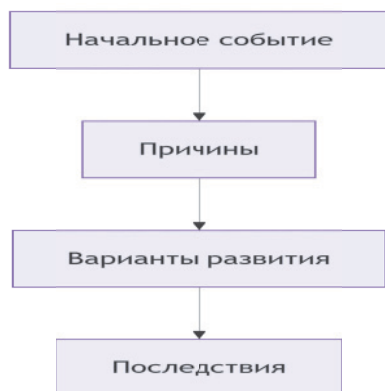 Начальное событие
Причины
Варианты развития
Последствия